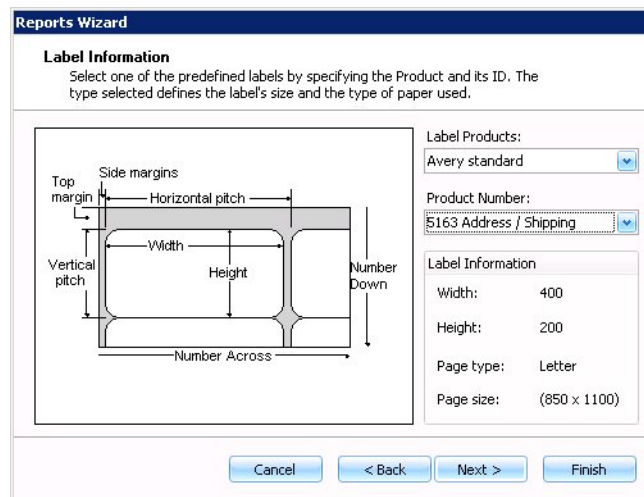 Reports Wizard
Label Information
Select one of the predefined labels by specifying the Product and its ID. The
type selected defines the label's size and the type of paper used.
Side margins
Top
margin
Horizontal pitch
Width
Vertical
pitch
Height
Number
Down
Number Across
Label Products:
Avery standard
Product Number:
5163 Address / Shipping
Label Information
Width: 400
Height: 200
Page type: Letter
Page size: (850 x 1100)
Cancel
< Back
Next >
Finish